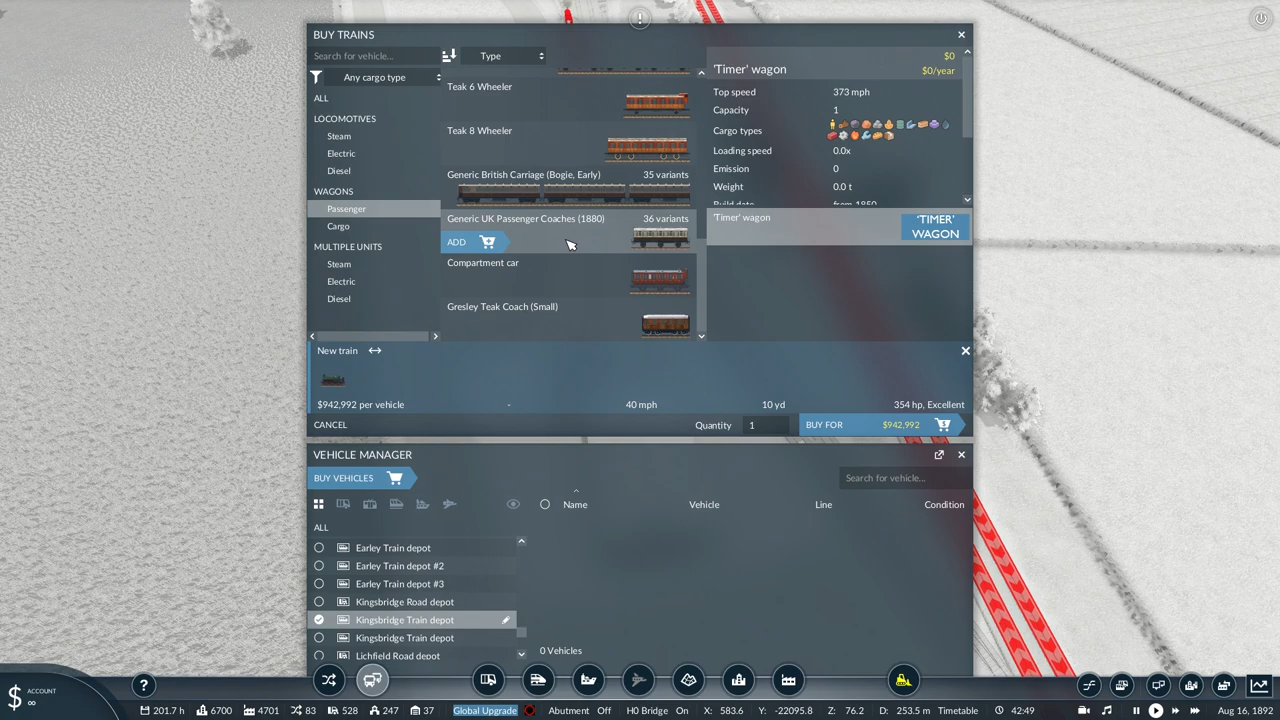 BUY TRAINS
Search for vehicle...
Type
Any cargo type
ALL
LOCOMOTIVES
Steam
Electric
Diesel
WAGONS
Passenger
Cargo
MULTIPLE UNITS
Steam
Electric
Diesel
Teak 6 Wheeler
Teak 8 Wheeler
Generic British Carriage (Bogie, Early) 35 variants
Generic UK Passenger Coaches (1880) 36 variants
ADD
Compartment car
Gresley Teak Coach (Small)
$0
'Timer' wagon $0/year
Top speed 373 mph
Capacity 1
Cargo types
Loading speed 0.0x
Emission 0
Weight 0.0 t
Build date from 1850
'Timer' wagon
'TIMER'
WAGON
New train
$942,992 per vehicle - 40 mph 10 yd 354 hp, Excellent
CANCEL Quantity 1 BUY FOR $942,992
VEHICLE MANAGER
BUY VEHICLES
Search for vehicle...
Name Vehicle Line Condition
ALL
Earley Train depot
Earley Train depot #2
Earley Train depot #3
Kingsbridge Road depot
Kingsbridge Train depot
Kingsbridge Train depot
Lichfield Road depot
0 Vehicles
$ ACCOUNT
∞
?
201.7 h 6700 4701 83 528 247 37 Global Upgrade Abutment Off H0 Bridge On X: 583.6 Y: -22095.8 Z: 76.2 D: 253.5 m Timetable 42:49 Aug 16, 1892